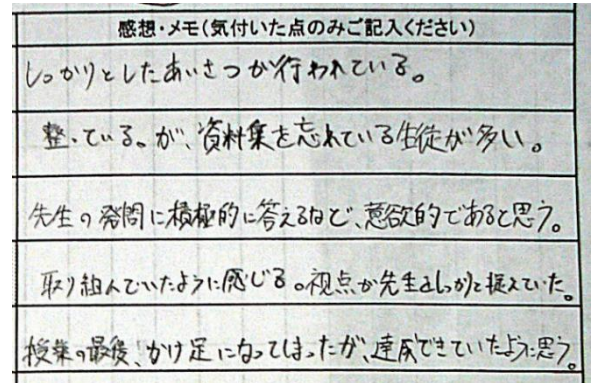 感想・メモ(気付いた点のみご記入ください)
しっかりとしたあいさつが行われている。
整っている。が、資料集を忘れている生徒が多い。
先生の発問に積極的に答えるなど、意欲的であると思う。
取り組んでいたように感じる。視点が先生をしっかりと捉えていた。
授業の最後、かけ足になってしまったが、達成できていたように思う。